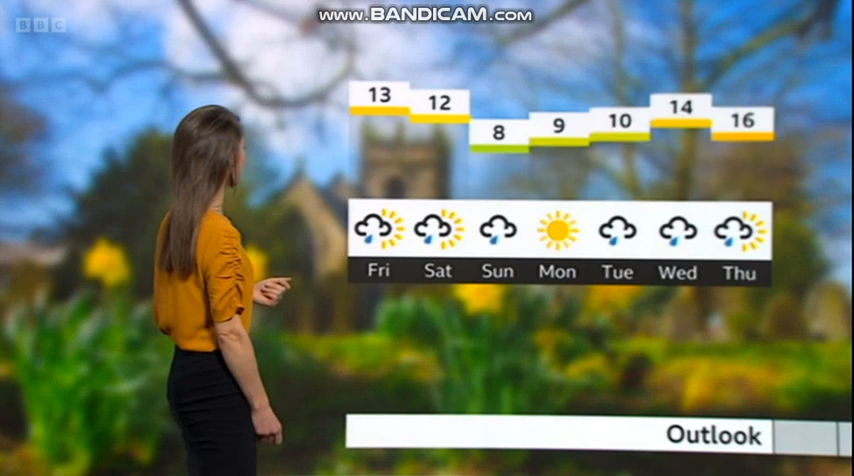 www.BANDICAM.com
BBC
13 12 8 9 10 14 16
Fri Sat Sun Mon Tue Wed Thu
Outlook